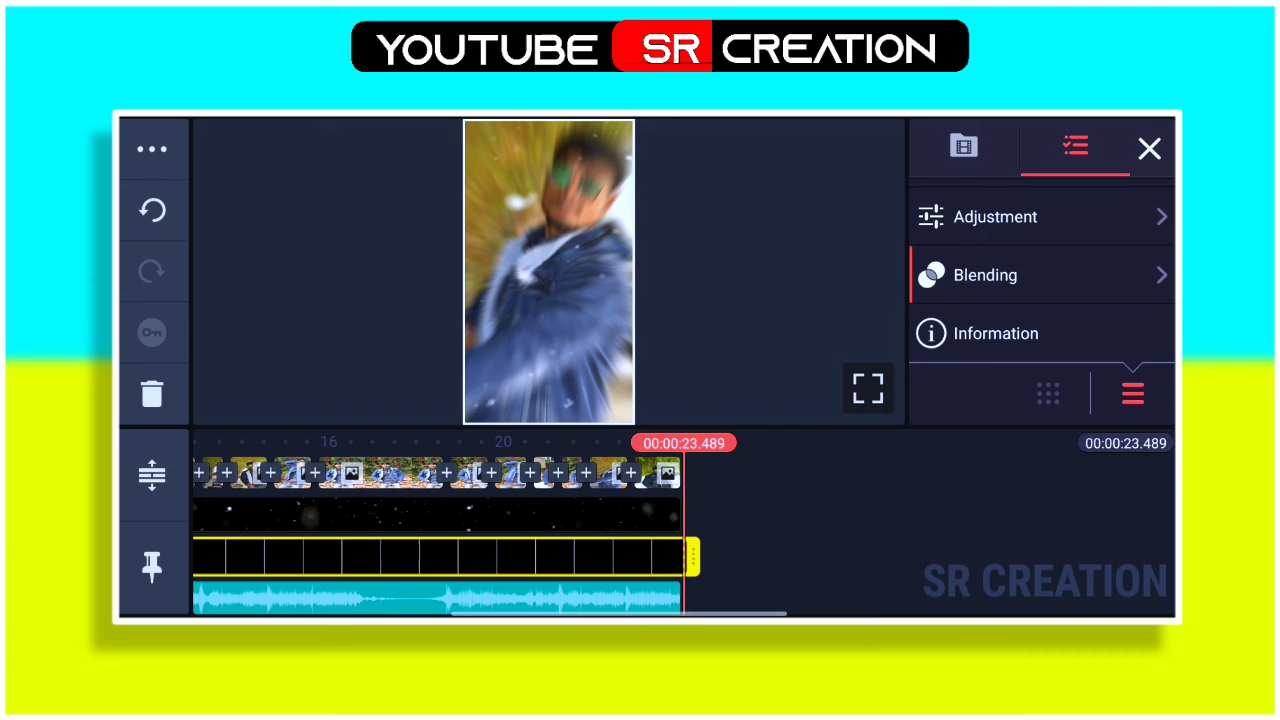 YOUTUBE SR CREATION
Adjustment
Blending
Information
16
20
00:00:23.489
00:00:23.489
SR CREATION